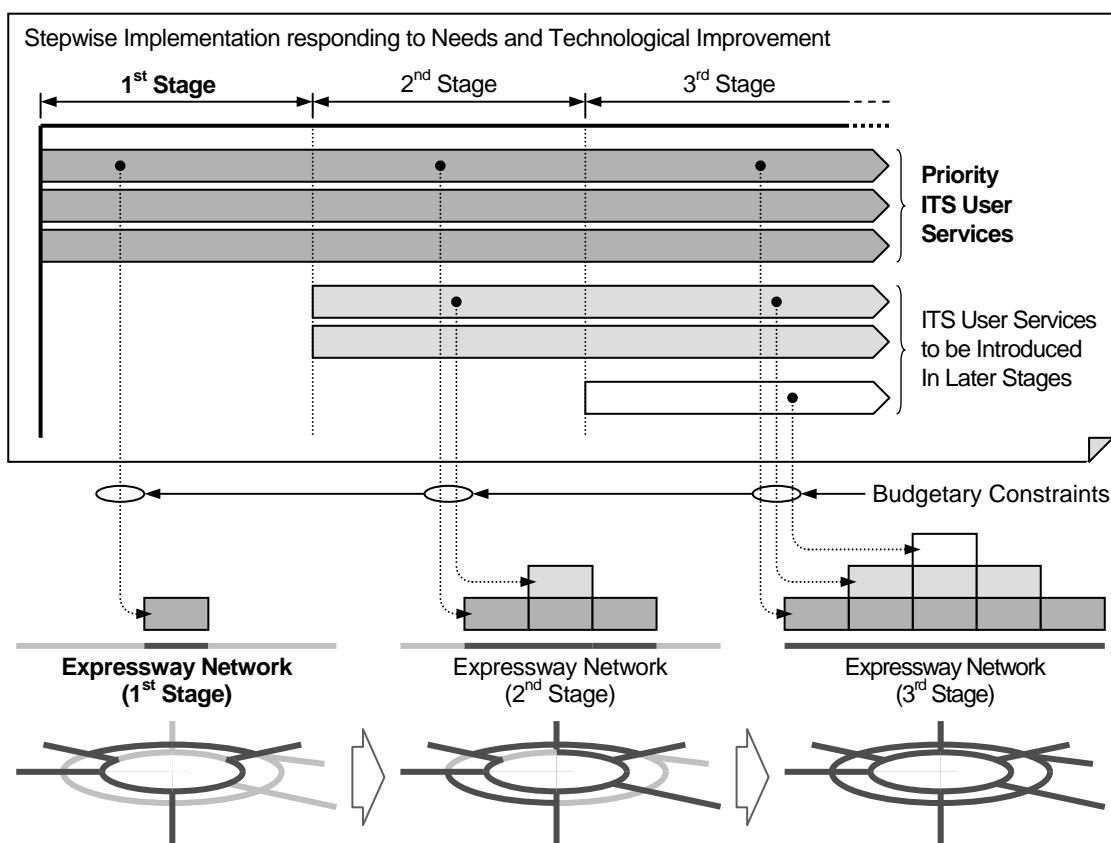 Stepwise Implementation responding to Needs and Technological Improvement
1st Stage
2nd Stage
3rd Stage
Priority
ITS User
Services
ITS User Services
to be Introduced
In Later Stages
Budgetary Constraints
Expressway Network
(1st Stage)
Expressway Network
(2nd Stage)
Expressway Network
(3rd Stage)